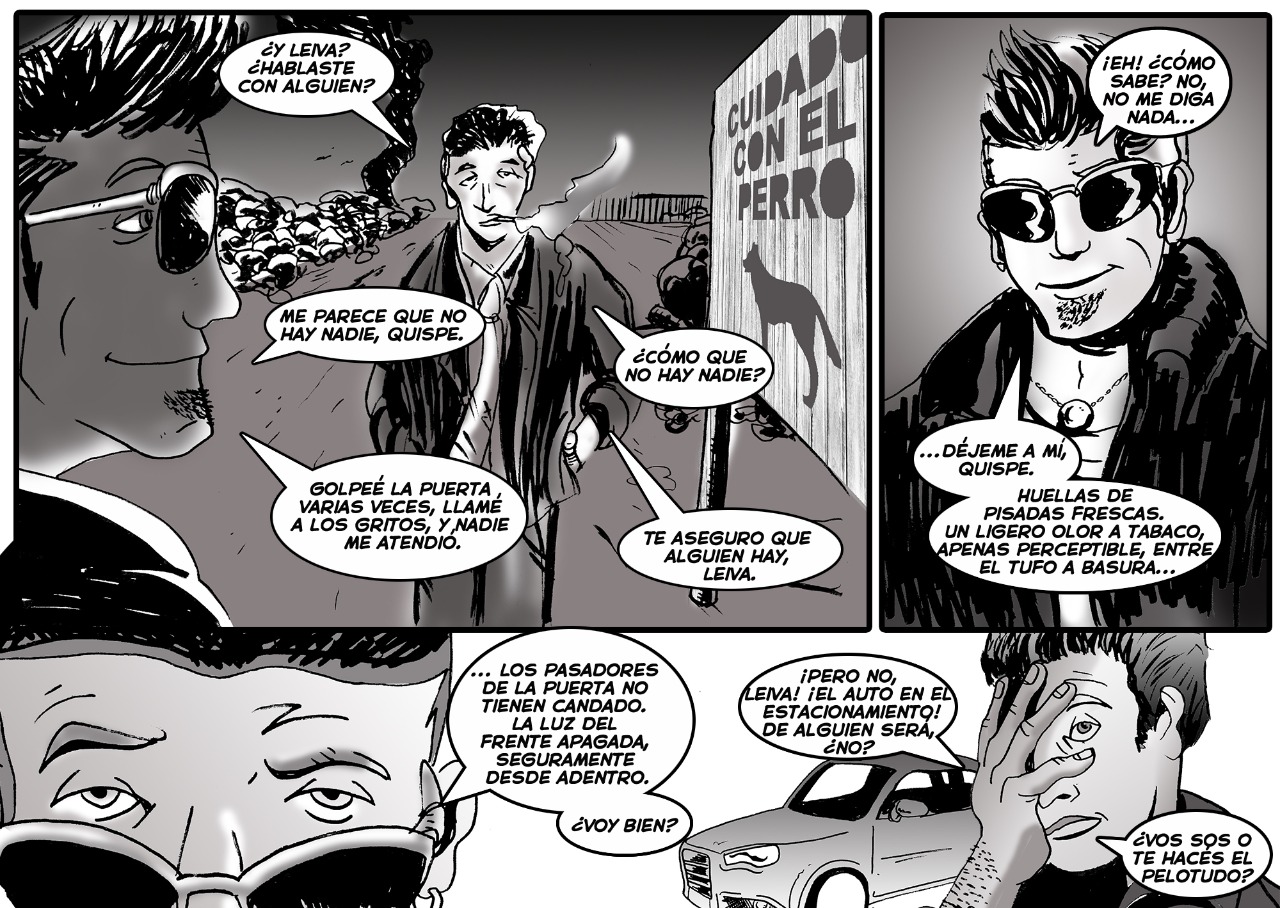 ¿Y LEIVA?
¿HABLASTE
CON ALGUIEN?
CUIDADO
CON EL
PERRO
ME PARECE QUE NO
HAY NADIE, QUISPE.
¿CÓMO QUE
NO HAY NADIE?
GOLPEÉ LA PUERTA
VARIAS VECES, LLAMÉ
A LOS GRITOS, Y NADIE
ME ATENDIÓ.
TE ASEGURO QUE
ALGUIEN HAY,
LEIVA.
¡EH! ¿CÓMO
SABE? NO,
NO ME DIGA
NADA...
...DÉJEME A MÍ,
QUISPE.
HUELLAS DE
PISADAS FRESCAS.
UN LIGERO OLOR A TABACO,
APENAS PERCEPTIBLE, ENTRE
EL TUFO A BASURA...
... LOS PASADORES
DE LA PUERTA NO
TIENEN CANDADO.
LA LUZ DEL
FRENTE APAGADA,
SEGURAMENTE
DESDE ADENTRO.
¿VOY BIEN?
¡PERO NO,
LEIVA! ¡EL AUTO EN EL
ESTACIONAMIENTO!
DE ALGUIEN SERÁ,
¿NO?
¿VOS SOS O
TE HACÉS EL
PELOTUDO?